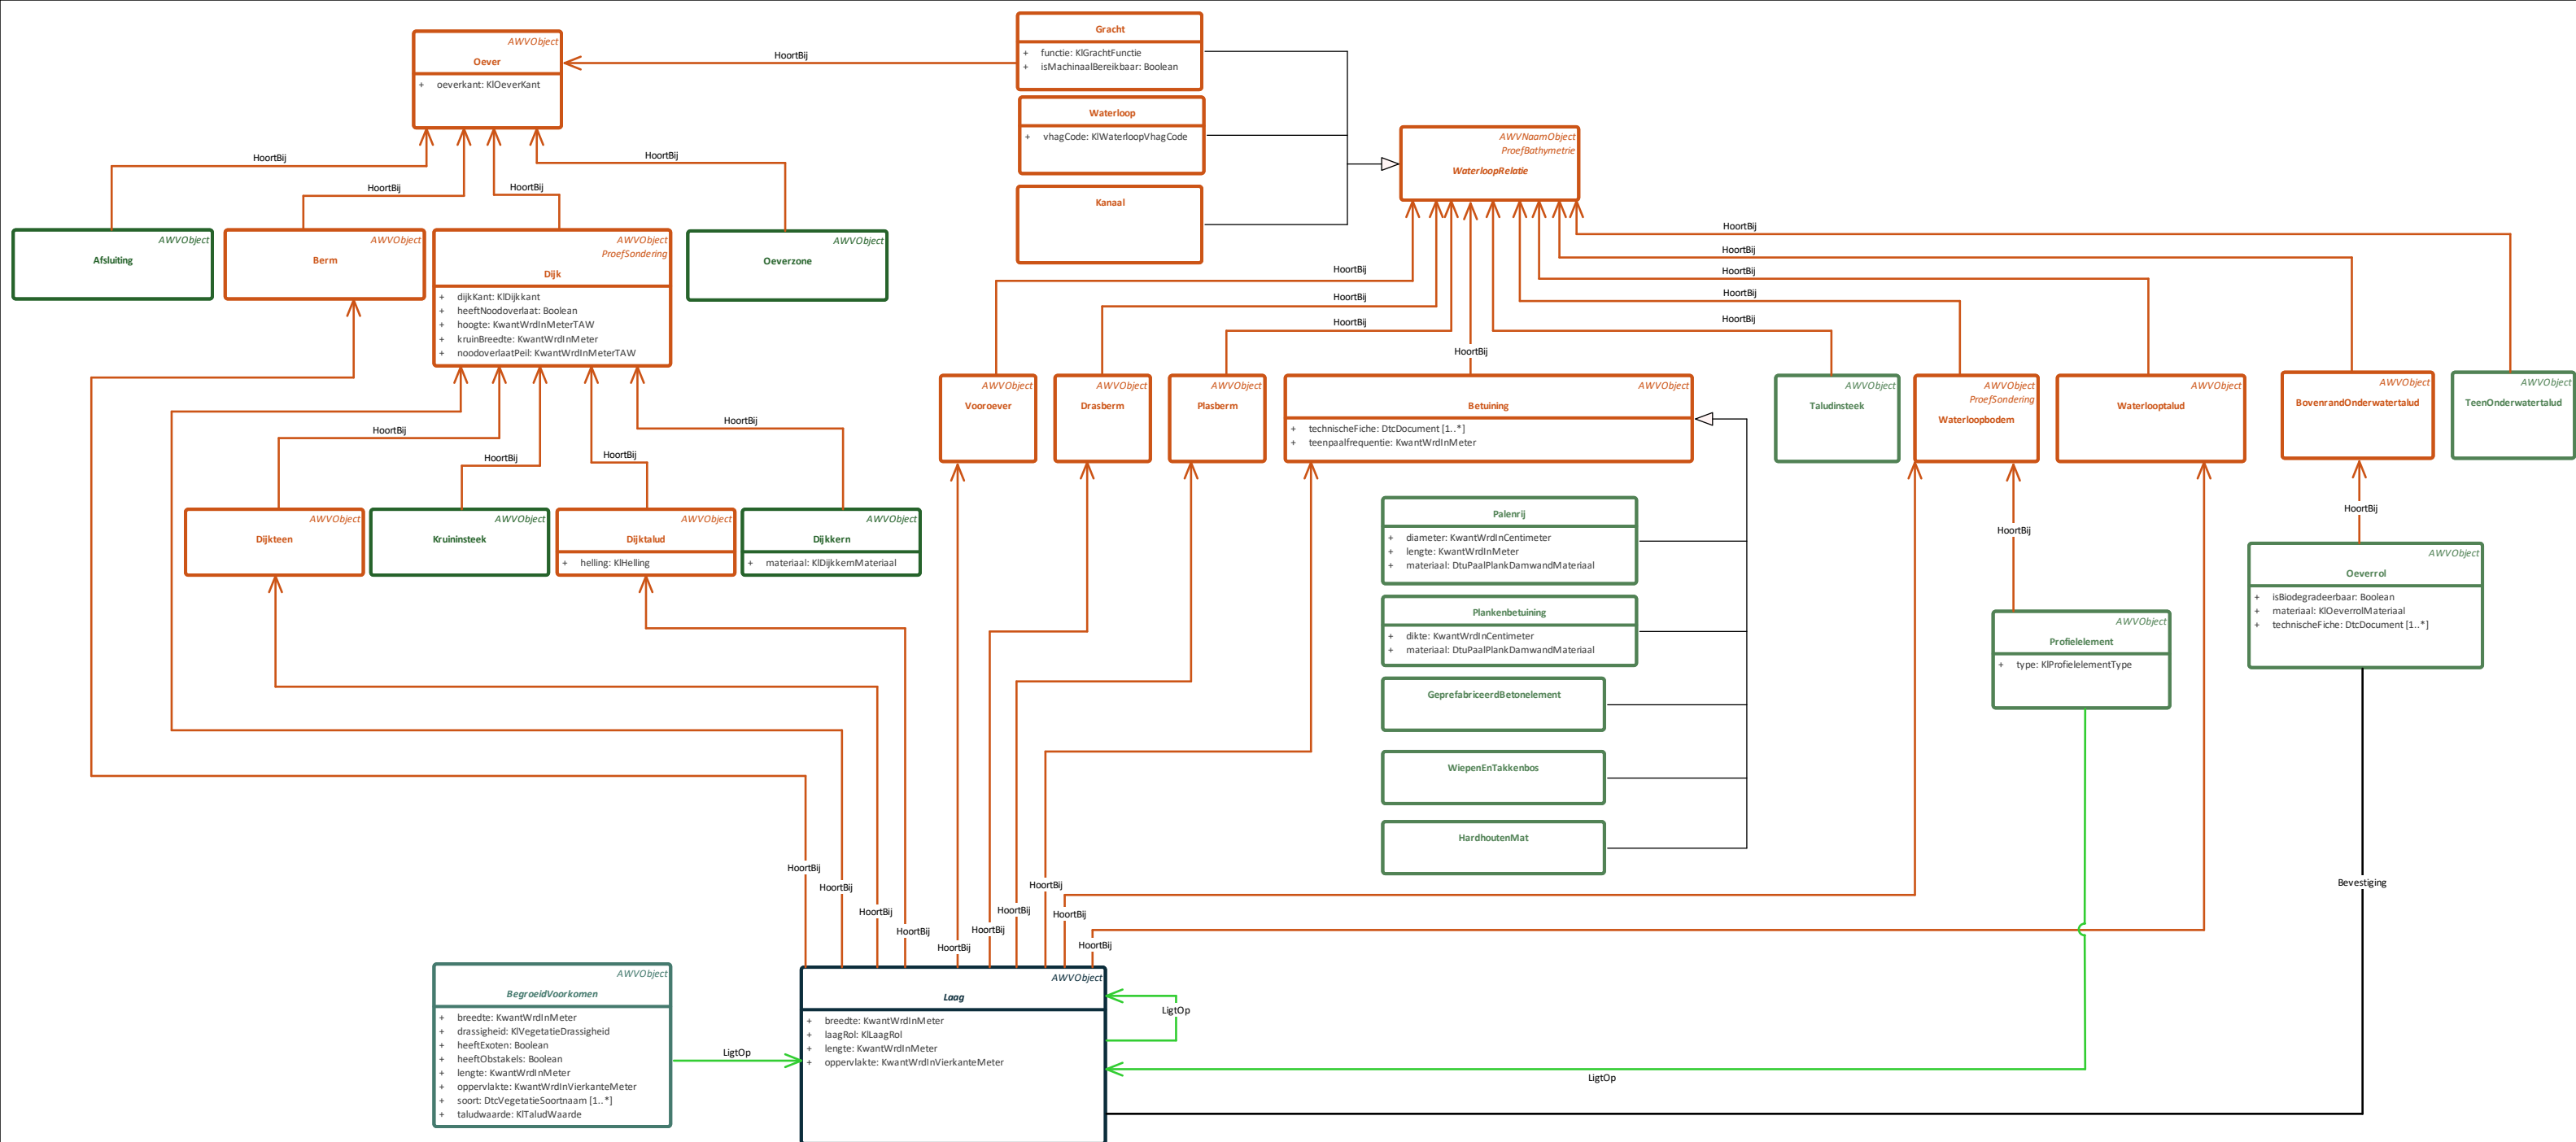 Gracht
+ functie: KlGrachtFunctie
+ isMachinaalBereikbaar: Boolean
AWVObject
Oever
+ oeverkant: KlOeverKant
HoortBij
Waterloop
+ vhagCode: KlWaterloopVhagCode
Kanaal
AWVNaamObject
ProefBathymetrie
WaterloopRelatie
HoortBij
HoortBij
HoortBij
HoortBij
AWVObject
Afsluiting
AWVObject
Berm
AWVObject
ProefSondering
Dijk
+ dijkKant: KlDijkkant
+ heeftNoodoverlaat: Boolean
+ hoogte: KwantWrdInMeterTAW
+ kruinBreedte: KwantWrdInMeter
+ noodoverlaatPeil: KwantWrdInMeterTAW
AWVObject
Oeverzone
HoortBij
HoortBij
HoortBij
HoortBij
HoortBij
HoortBij
HoortBij
HoortBij
HoortBij
AWVObject
Vooroever
AWVObject
Drasberm
AWVObject
Plasberm
AWVObject
Betuining
+ technischeFiche: DtcDocument [1..*]
+ teenpaalfrequentie: KwantWrdInMeter
AWVObject
Taludinsteek
AWVObject
ProefSondering
Waterloopbodem
AWVObject
Waterlooptalud
AWVObject
BovenrandOnderwatertalud
AWVObject
TeenOnderwatertalud
HoortBij
HoortBij
HoortBij
HoortBij
AWVObject
Dijkteen
AWVObject
Kruininsteek
AWVObject
Dijktalud
+ helling: KlHelling
AWVObject
Dijkkern
+ materiaal: KlDijkkernMateriaal
Palenrij
+ diameter: KwantWrdInCentimeter
+ lengte: KwantWrdInMeter
+ materiaal: DtuPaalPlankDamwandMateriaal
Plankenbetuining
+ dikte: KwantWrdInCentimeter
+ materiaal: DtuPaalPlankDamwandMateriaal
GeprefabriceerdBetonelement
WiepenEnTakkenbos
HardhoutenMat
HoortBij
AWVObject
Profielelement
+ type: KlProfielelementType
HoortBij
AWVObject
Oeverrol
+ isBiodegradeerbaar: Boolean
+ materiaal: KlOeverrolMateriaal
+ technischeFiche: DtcDocument [1..*]
HoortBij
HoortBij
HoortBij
HoortBij
HoortBij
HoortBij
HoortBij
HoortBij
HoortBij
HoortBij
Bevestiging
AWVObject
BegroeidVoorkomen
+ breedte: KwantWrdInMeter
+ drassigheid: KlVegetatieDrassigheid
+ heeftExoten: Boolean
+ heeftObstakels: Boolean
+ lengte: KwantWrdInMeter
+ oppervlakte: KwantWrdInVierkanteMeter
+ soort: DtcVegetatieSoortnaam [1..*]
+ taludwaarde: KlTaludWaarde
LigtOp
AWVObject
Laag
+ breedte: KwantWrdInMeter
+ laagRol: KlLaagRol
+ lengte: KwantWrdInMeter
+ oppervlakte: KwantWrdInVierkanteMeter
LigtOp
LigtOp